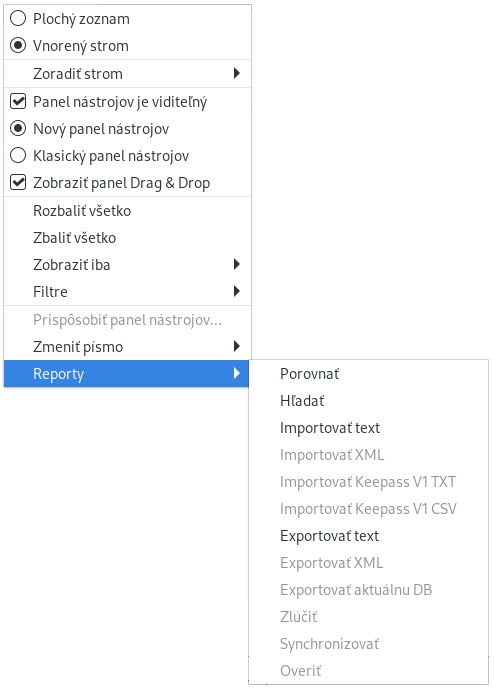 Plochý zoznam
Vnorený strom
Zoradiť strom
Panel nástrojov je viditeľný
Nový panel nástrojov
Klasický panel nástrojov
Zobraziť panel Drag & Drop
Rozbaliť všetko
Zbaliť všetko
Zobraziť iba
Filtre
Prispôsobiť panel nástrojov...
Zmeniť písmo
Reporty
Porovnať
Hľadať
Importovať text
Importovať XML
Importovať Keepass V1 TXT
Importovať Keepass V1 CSV
Exportovať text
Exportovať XML
Exportovať aktuálnu DB
Zlúčiť
Synchronizovať
Overiť